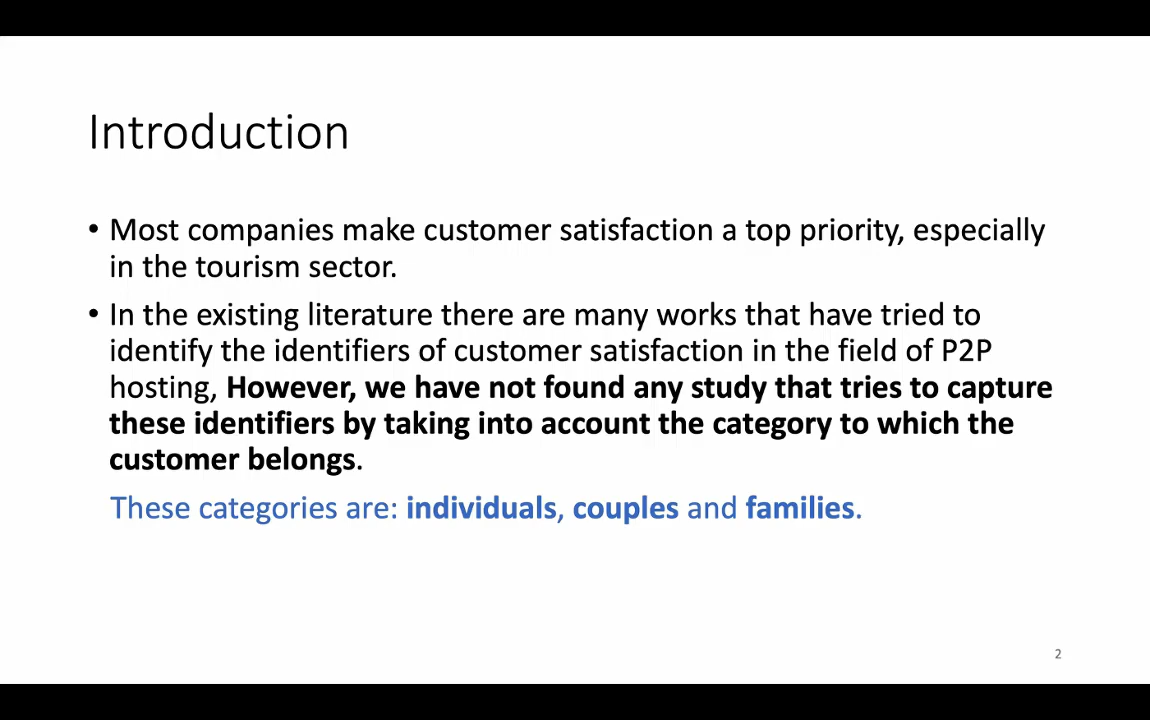 Introduction
• Most companies make customer satisfaction a top priority, especially
in the tourism sector.
• In the existing literature there are many works that have tried to
identify the identifiers of customer satisfaction in the field of P2P
hosting, However, we have not found any study that tries to capture
these identifiers by taking into account the category to which the
customer belongs.
These categories are: individuals, couples and families.
2